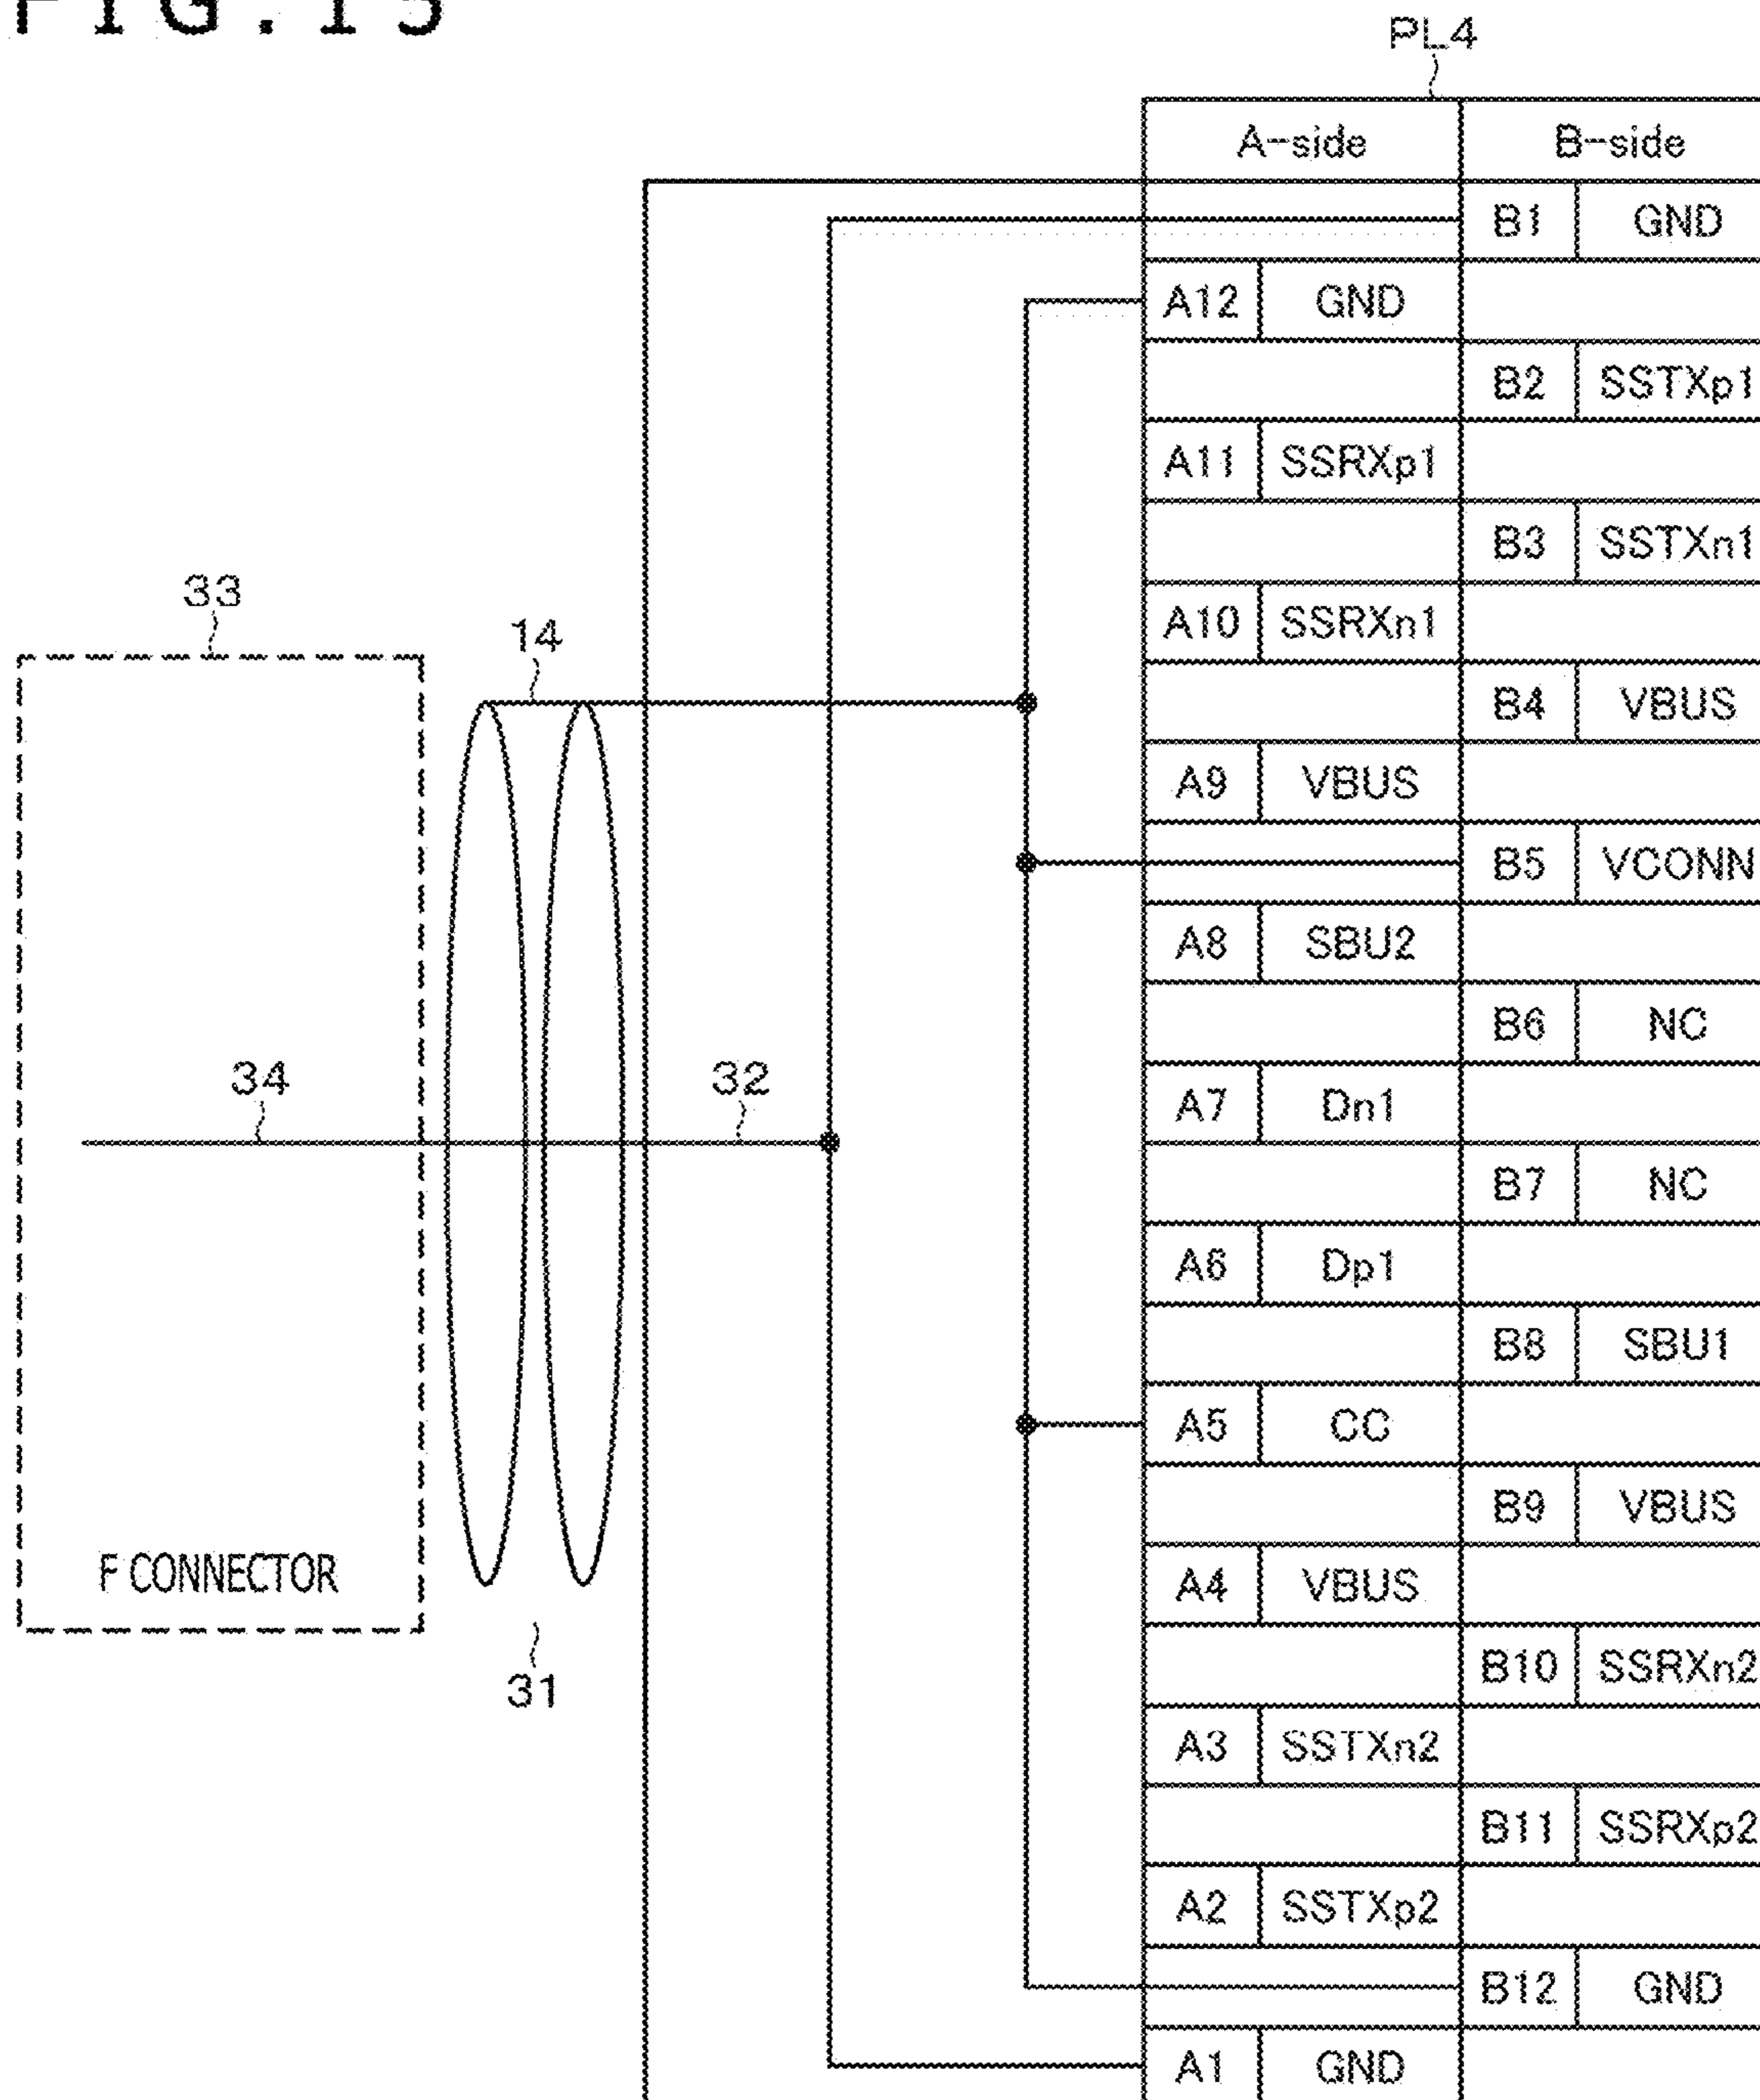 FIG.15
PL4
A-side B-side
B1 GND
A12 GND
B2 SSTXp1
A11 SSRXp1
B3 SSTXn1
A10 SSRXn1
B4 VBUS
A9 VBUS
B5 VCONN
A8 SBU2
B6 NC
A7 Dn1
B7 NC
A6 Dp1
B8 SBU1
A5 CC
B9 VBUS
A4 VBUS
B10 SSRXn2
A3 SSTXn2
B11 SSRXp2
A2 SSTXp2
B12 GND
A1 GND
33
14
34
32
F CONNECTOR
31